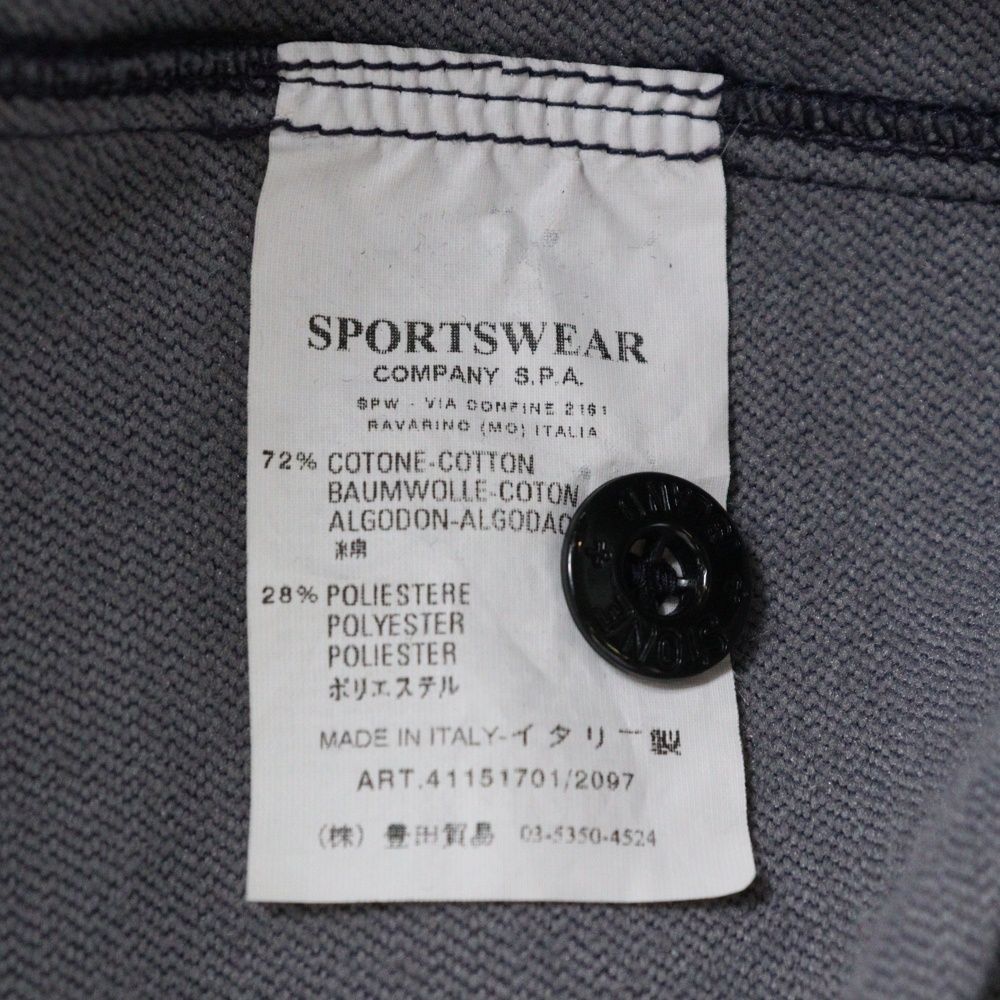 SPORTSWEAR
COMPANY S.P.A.
SPW - VIA CONFINE 2161
RAVARINO (MO) ITALIA
72% COTONE-COTTON
BAUMWOLLE-COTON
ALGODON-ALGODAO
綿
28% POLIESTERE
POLYESTER
POLIESTER
ポリエステル
MADE IN ITALY-イタリー製
ART.41151701/2097
(株) 豊田貿易 03-5350-4524
STONE